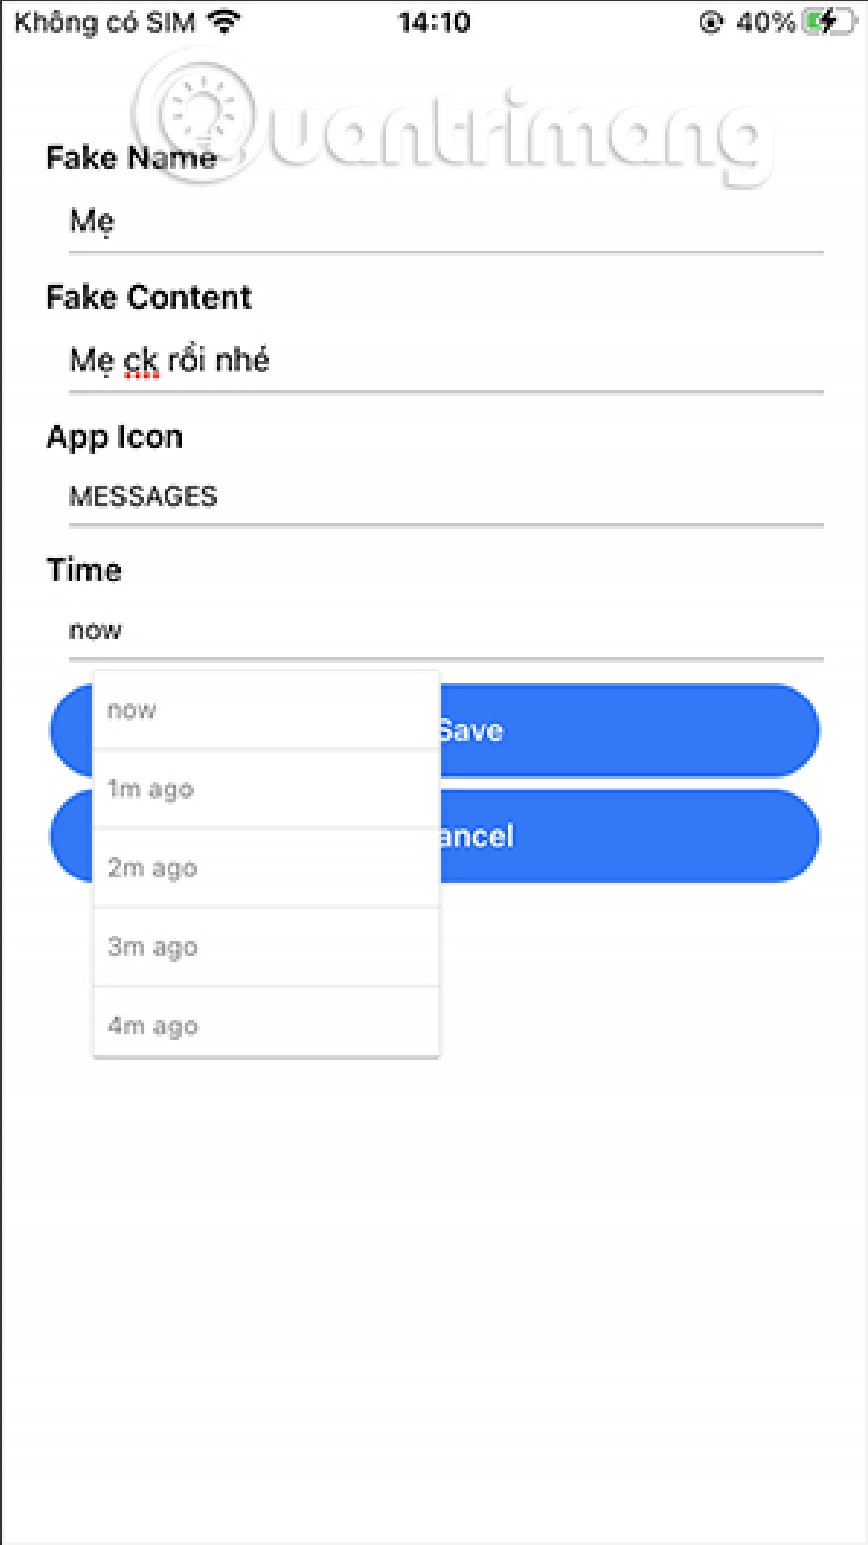 Không có SIM 14:10 40%
Quantrimang
Fake Name
Mẹ
Fake Content
Mẹ ck rồi nhé
App Icon
MESSAGES
Time
now
now
Save
1m ago
ancel
2m ago
3m ago
4m ago